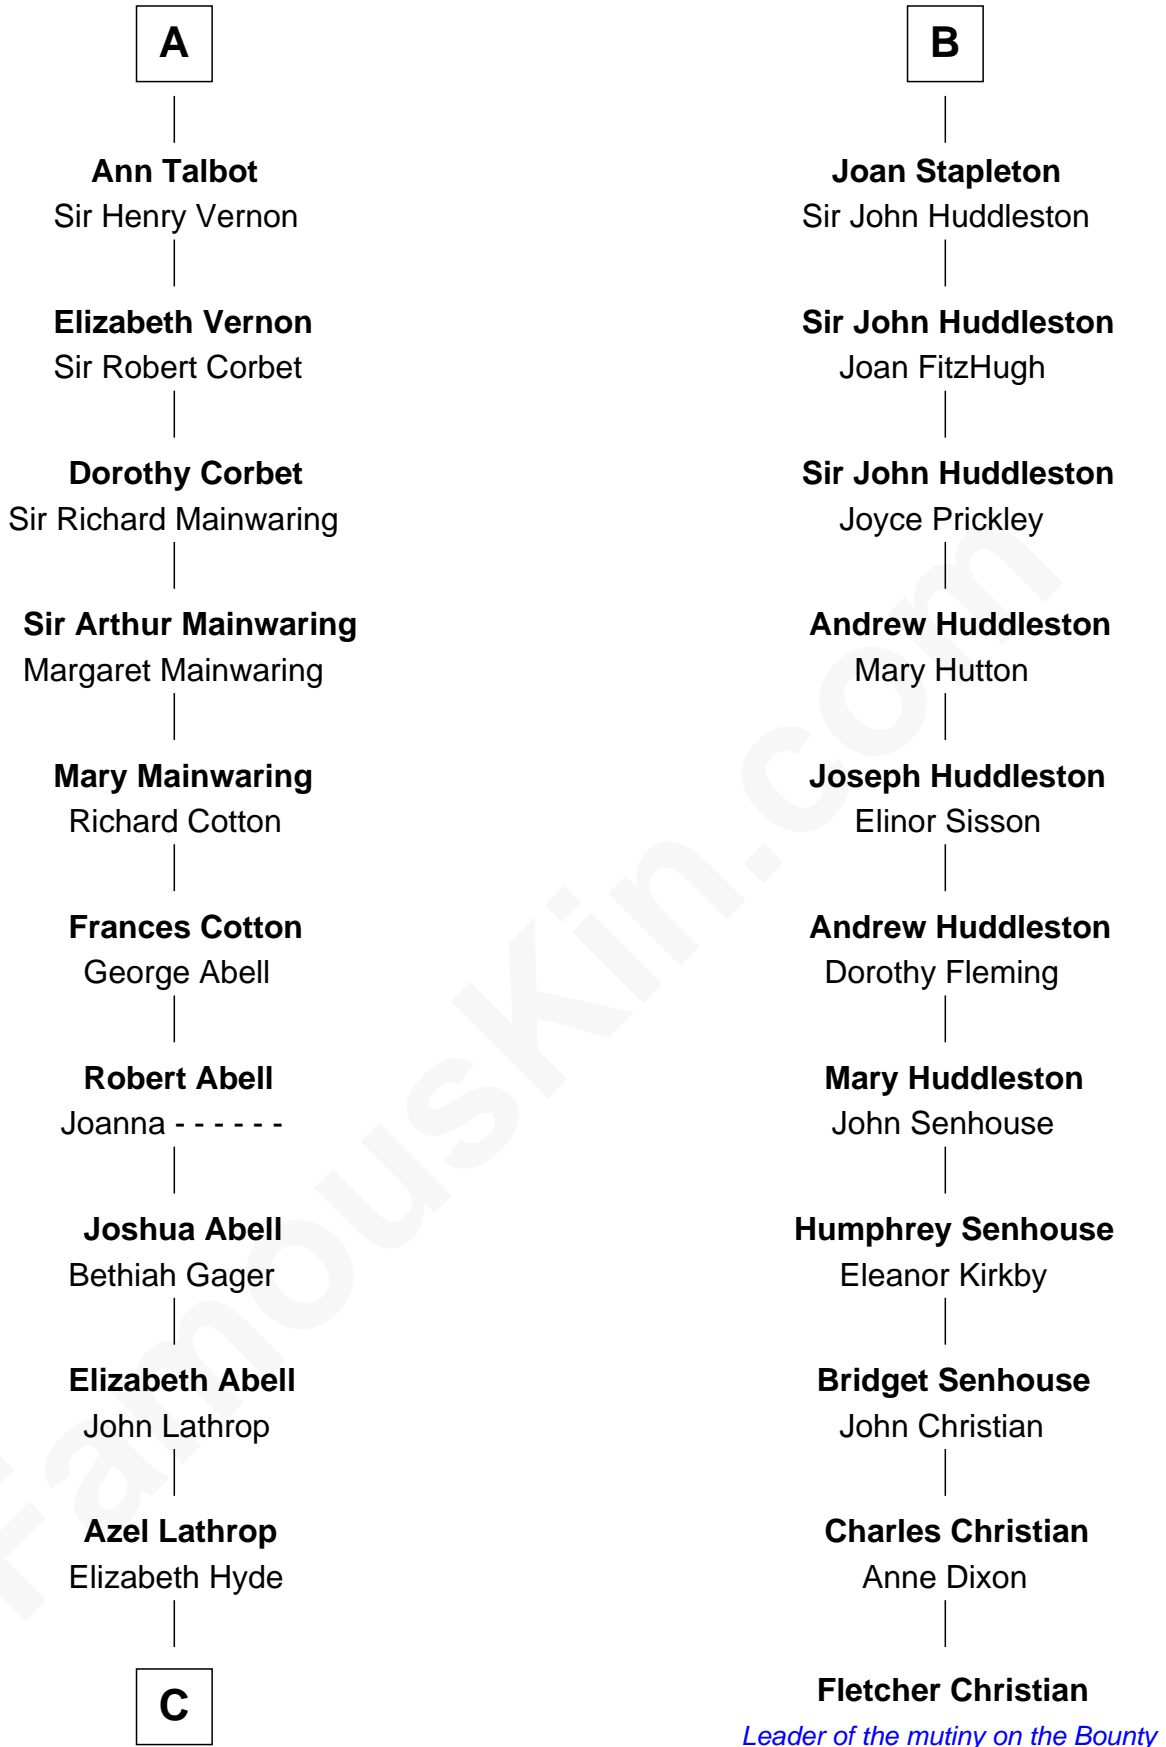 A
Ann Talbot
Sir Henry Vernon
Elizabeth Vernon
Sir Robert Corbet
Dorothy Corbet
Sir Richard Mainwaring
Sir Arthur Mainwaring
Margaret Mainwaring
Mary Mainwaring
Richard Cotton
Frances Cotton
George Abell
Robert Abell
Joanna - - - - - -
Joshua Abell
Bethiah Gager
Elizabeth Abell
John Lathrop
Azel Lathrop
Elizabeth Hyde
C
B
Joan Stapleton
Sir John Huddleston
Sir John Huddleston
Joan FitzHugh
Sir John Huddleston
Joyce Prickley
Andrew Huddleston
Mary Hutton
Joseph Huddleston
Elinor Sisson
Andrew Huddleston
Dorothy Fleming
Mary Huddleston
John Senhouse
Humphrey Senhouse
Eleanor Kirkby
Bridget Senhouse
John Christian
Charles Christian
Anne Dixon
Fletcher Christian
Leader of the mutiny on the Bounty
FamousKin.com